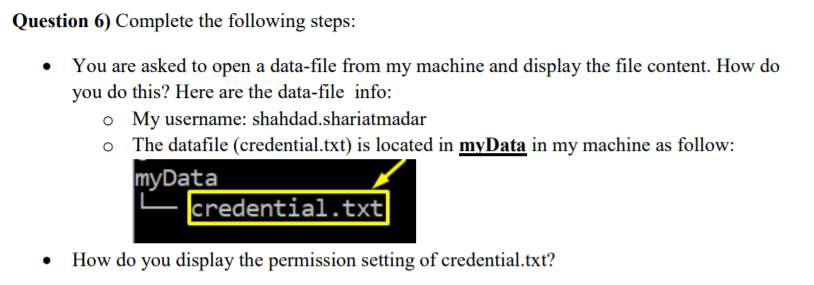 Question 6) Complete the following steps:
• You are asked to open a data-file from my machine and display the file content. How do
you do this? Here are the data-file info:
o My username: shahdad.shariatmadar
o The datafile (credential.txt) is located in myData in my machine as follow:
myData
└─ credential.txt
• How do you display the permission setting of credential.txt?